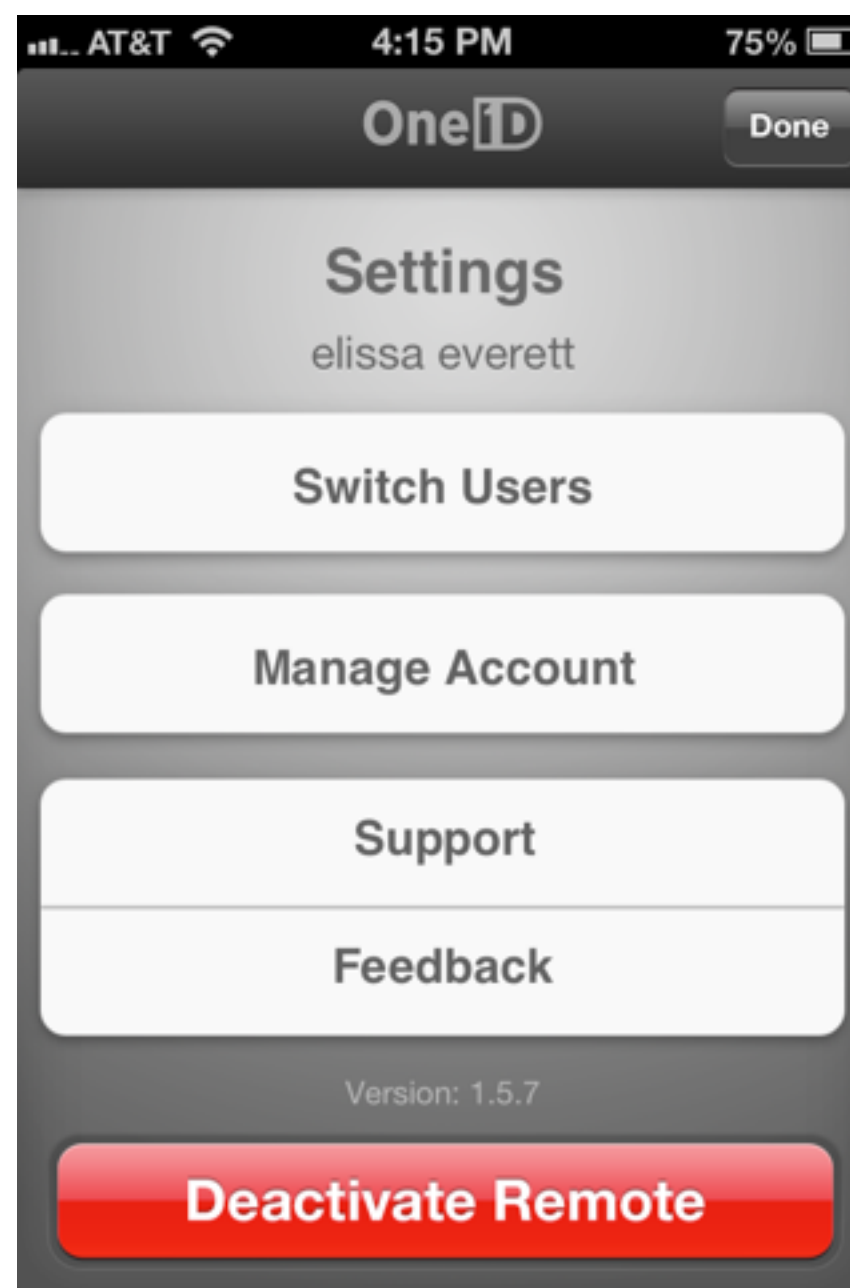 AT&T 4:15 PM 75%
OneID Done
Settings
elissa everett
Switch Users
Manage Account
Support
Feedback
Version: 1.5.7
Deactivate Remote